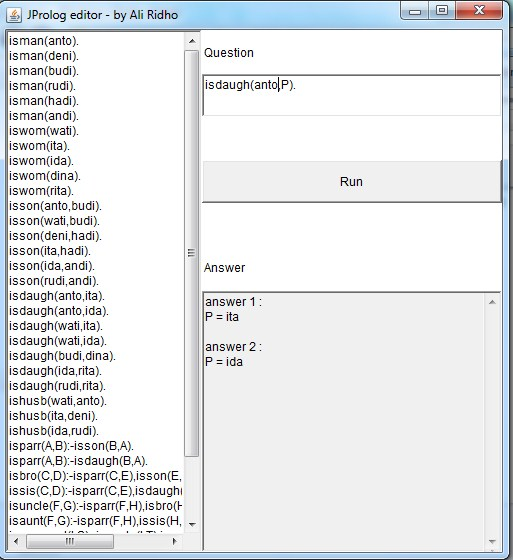 JProlog editor - by Ali Ridho
isman(anto).
isman(deni).
isman(budi).
isman(rudi).
isman(hadi).
isman(andi).
iswom(wati).
iswom(ita).
iswom(ida).
iswom(dina).
iswom(rita).
isson(anto,budi).
isson(wati,budi).
isson(deni,hadi).
isson(ita,hadi).
isson(ida,andi).
isson(rudi,andi).
isdaugh(anto,ita).
isdaugh(anto,ida).
isdaugh(wati,ita).
isdaugh(wati,ida).
isdaugh(budi,dina).
isdaugh(ida,rita).
isdaugh(rudi,rita).
ishusb(wati,anto).
ishusb(ita,deni).
ishusb(ida,rudi).
isparr(A,B):-isson(B,A).
isparr(A,B):-isdaugh(B,A).
isbro(C,D):-isparr(C,E),isson(E,
issis(C,D):-isparr(C,E),isdaugh(
isuncle(F,G):-isparr(F,H),isbro(H
isaunt(F,G):-isparr(F,H),issis(H,
Question
isdaugh(anto,P).
Run
Answer
answer 1 :
P = ita
answer 2 :
P = ida